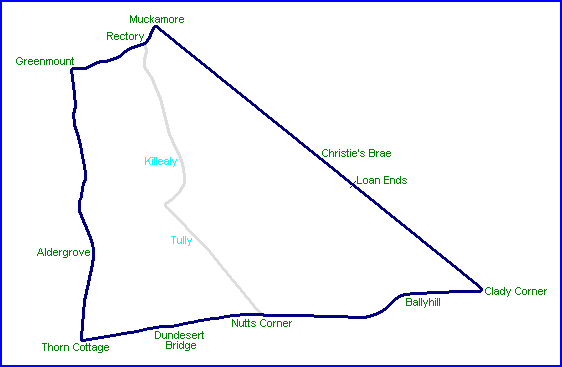 Muckamore
Rectory
Greenmount
Christie's Brae
Killealy
Loan Ends
Tully
Aldergrove
Clady Corner
Ballyhill
Nutts Corner
Dundesert
Bridge
Thorn Cottage